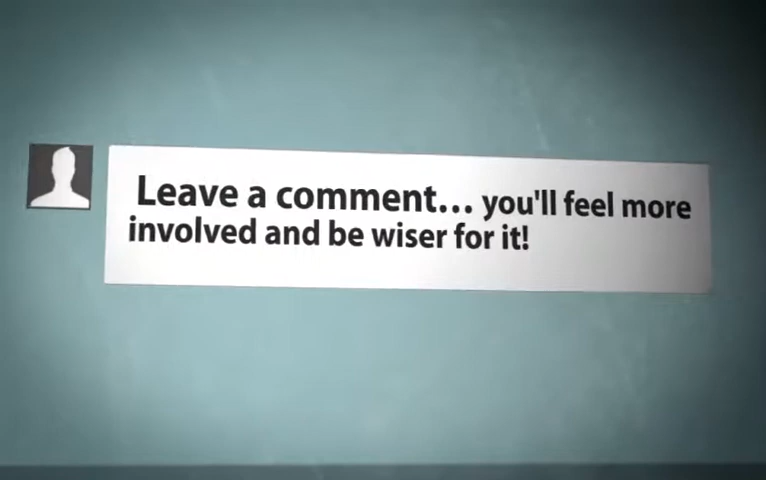 Leave a comment... you'll feel more
involved and be wiser for it!